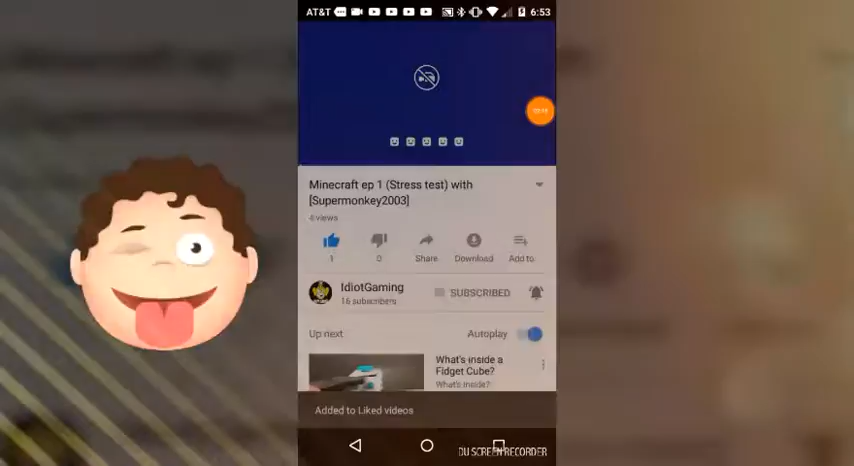 AT&T 6:53
Minecraft ep 1 (Stress test) with
[Supermonkey2003]
4 views
1 0 Share Download Add to
IdiotGaming
16 subscribers
SUBSCRIBED
Up next Autoplay
What's inside a
Fidget Cube?
What's inside?
Added to Liked videos
DU SCREEN RECORDER